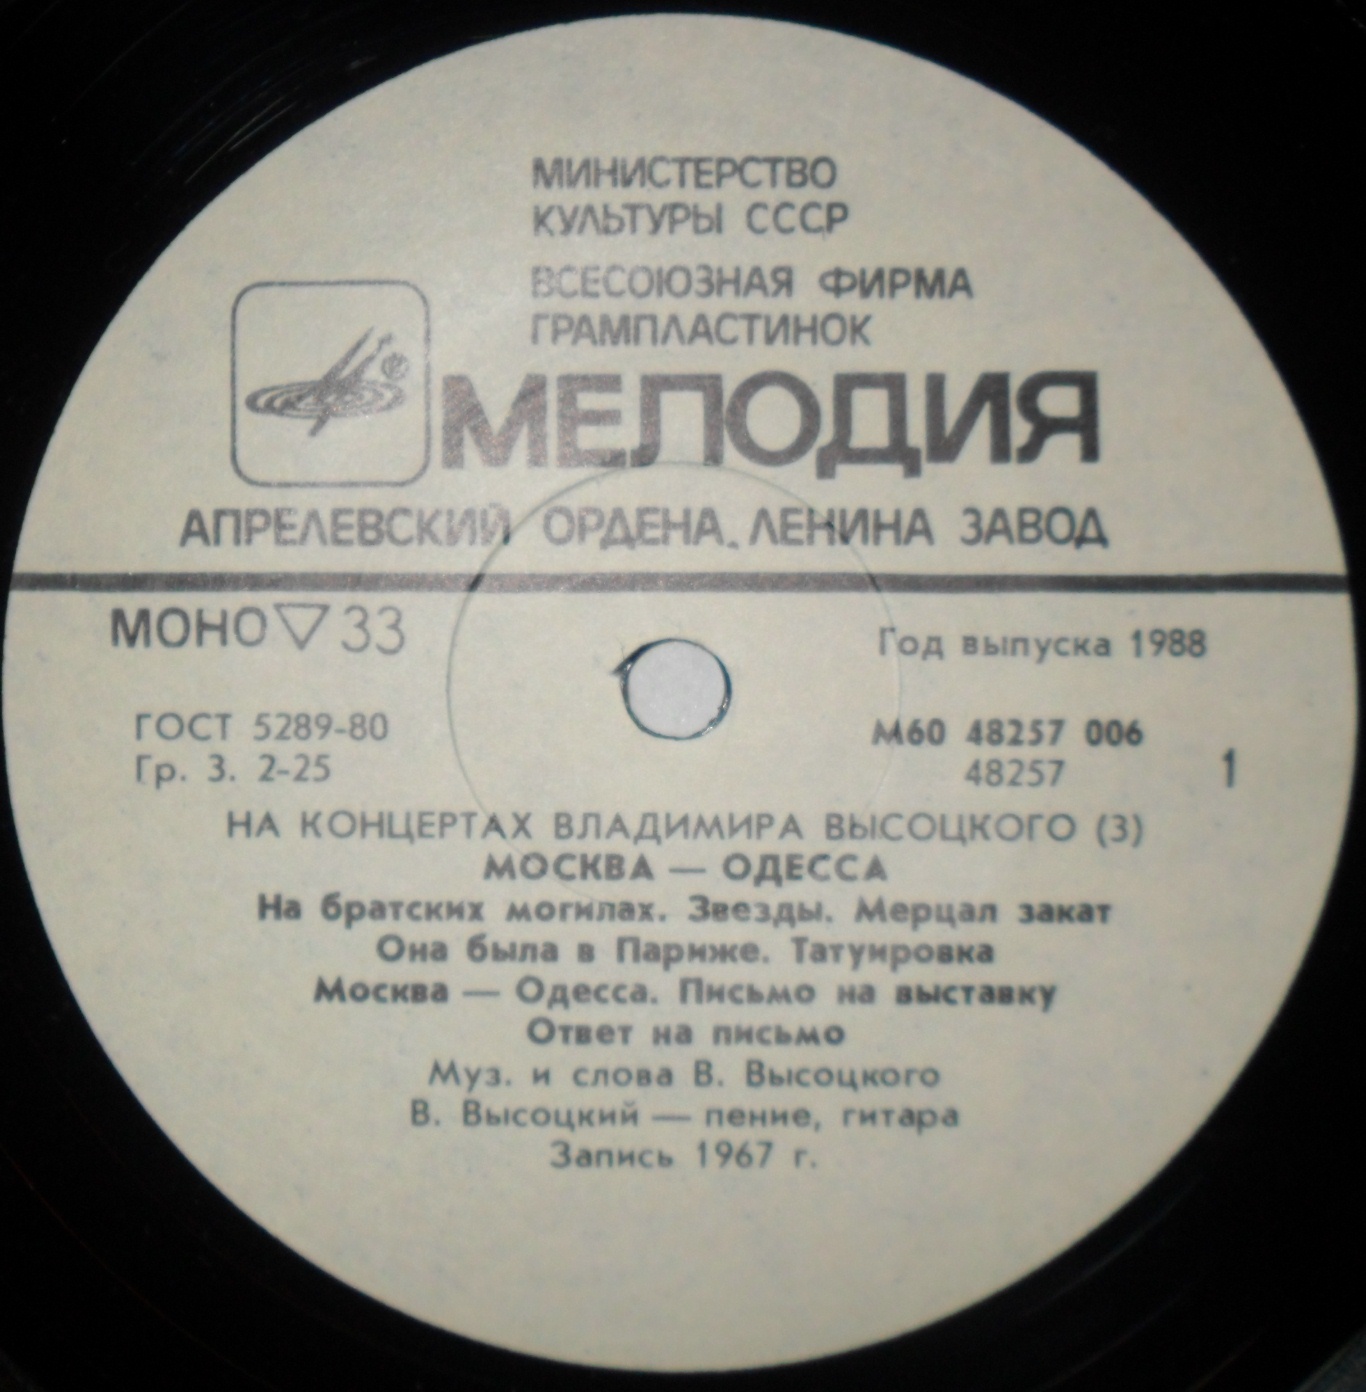 МИНИСТЕРСТВО
КУЛЬТУРЫ СССР
ВСЕСОЮЗНАЯ ФИРМА
ГРАМПЛАСТИНОК
МЕЛОДИЯ
АПРЕЛЕВСКИЙ ОРДЕНА ЛЕНИНА ЗАВОД
МОНО ▽ 33
Год выпуска 1988
ГОСТ 5289-80
Гр. 3. 2-25
М60 48257 006
48257
1
НА КОНЦЕРТАХ ВЛАДИМИРА ВЫСОЦКОГО (3)
МОСКВА — ОДЕССА
На братских могилах. Звезды. Мерцал закат
Она была в Париже. Татуировка
Москва — Одесса. Письмо на выставку
Ответ на письмо
Муз. и слова В. Высоцкого
В. Высоцкий — пение, гитара
Запись 1967 г.